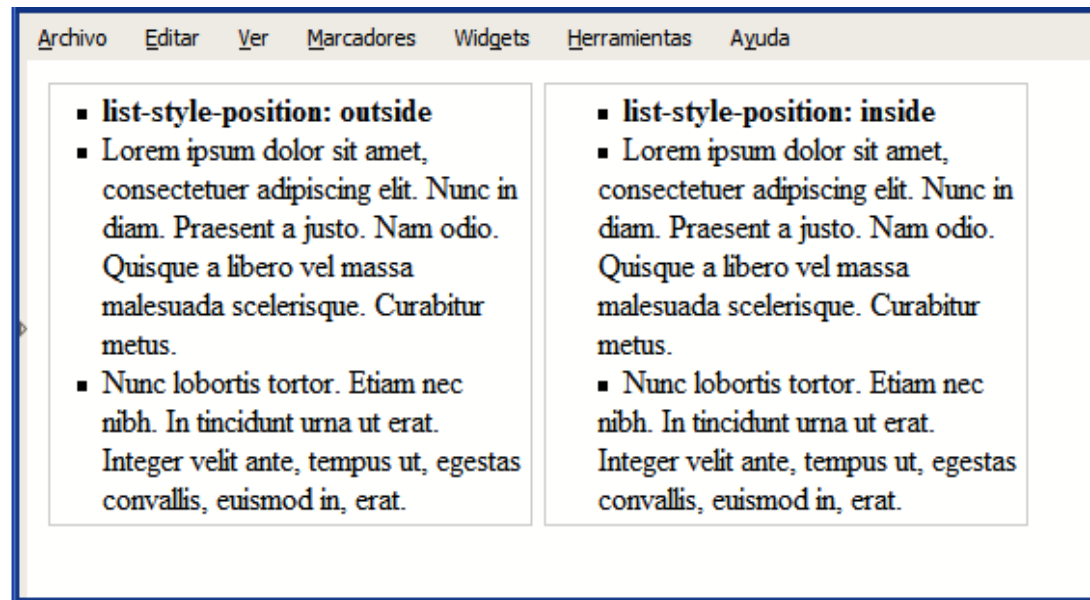 Archivo Editar Ver Marcadores Widgets Herramientas Ayuda
list-style-position: outside
Lorem ipsum dolor sit amet,
consectetuer adipiscing elit. Nunc in
diam. Praesent a justo. Nam odio.
Quisque a libero vel massa
malesuada scelerisque. Curabitur
metus.
Nunc lobortis tortor. Etiam nec
nibh. In tincidunt urna ut erat.
Integer velit ante, tempus ut, egestas
convallis, euismod in, erat.
list-style-position: inside
Lorem ipsum dolor sit amet,
consectetuer adipiscing elit. Nunc in
diam. Praesent a justo. Nam odio.
Quisque a libero vel massa
malesuada scelerisque. Curabitur
metus.
Nunc lobortis tortor. Etiam nec
nibh. In tincidunt urna ut erat.
Integer velit ante, tempus ut, egestas
convallis, euismod in, erat.